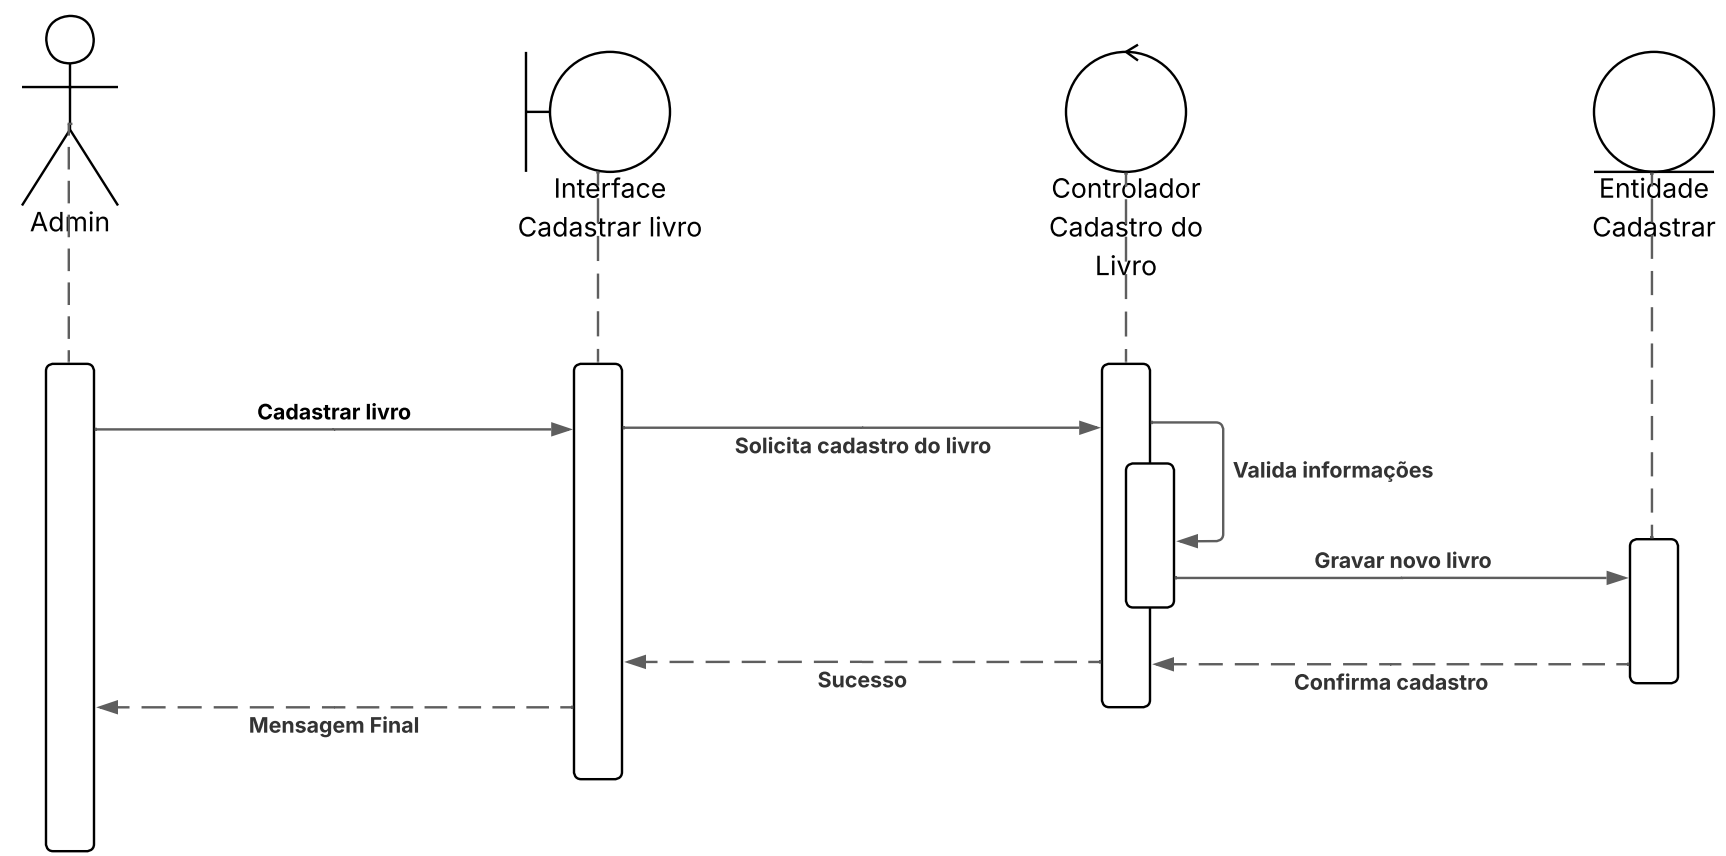 Admin
Interface
Cadastrar livro
Controlador
Cadastro do
Livro
Entidade
Cadastrar
Cadastrar livro
Solicita cadastro do livro
Valida informações
Gravar novo livro
Confirma cadastro
Sucesso
Mensagem Final